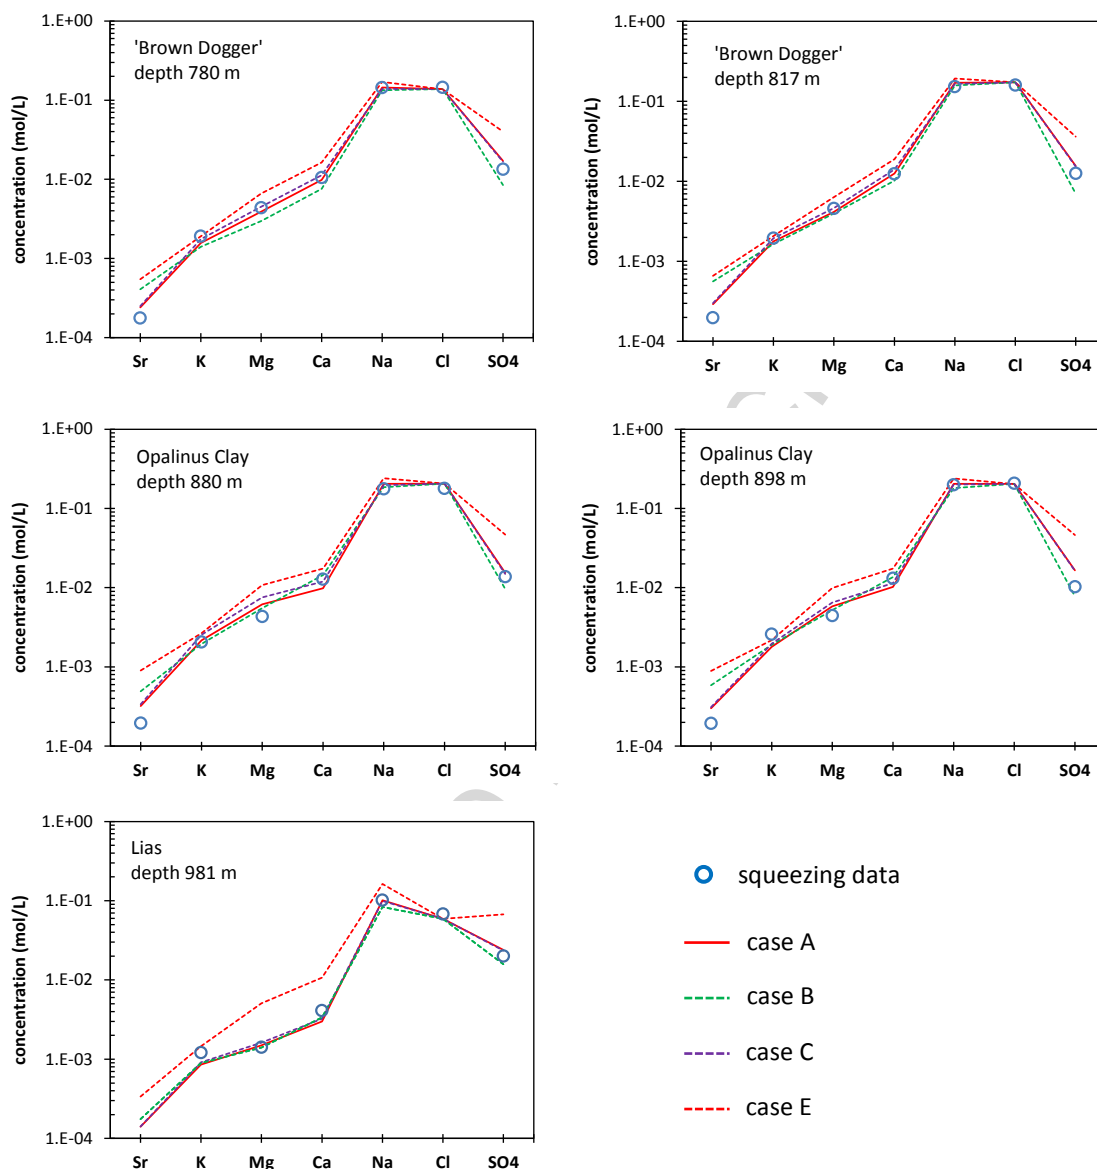 1.E+00
1.E-01
1.E-02
1.E-03
1.E-04
concentration (mol/L)
'Brown Dogger'
depth 780 m
Sr K Mg Ca Na Cl SO4
1.E+00
1.E-01
1.E-02
1.E-03
1.E-04
concentration (mol/L)
'Brown Dogger'
depth 817 m
Sr K Mg Ca Na Cl SO4
1.E+00
1.E-01
1.E-02
1.E-03
1.E-04
concentration (mol/L)
Opalinus Clay
depth 880 m
Sr K Mg Ca Na Cl SO4
1.E+00
1.E-01
1.E-02
1.E-03
1.E-04
concentration (mol/L)
Opalinus Clay
depth 898 m
Sr K Mg Ca Na Cl SO4
1.E+00
1.E-01
1.E-02
1.E-03
1.E-04
concentration (mol/L)
Lias
depth 981 m
Sr K Mg Ca Na Cl SO4
squeezing data
case A
case B
case C
case E